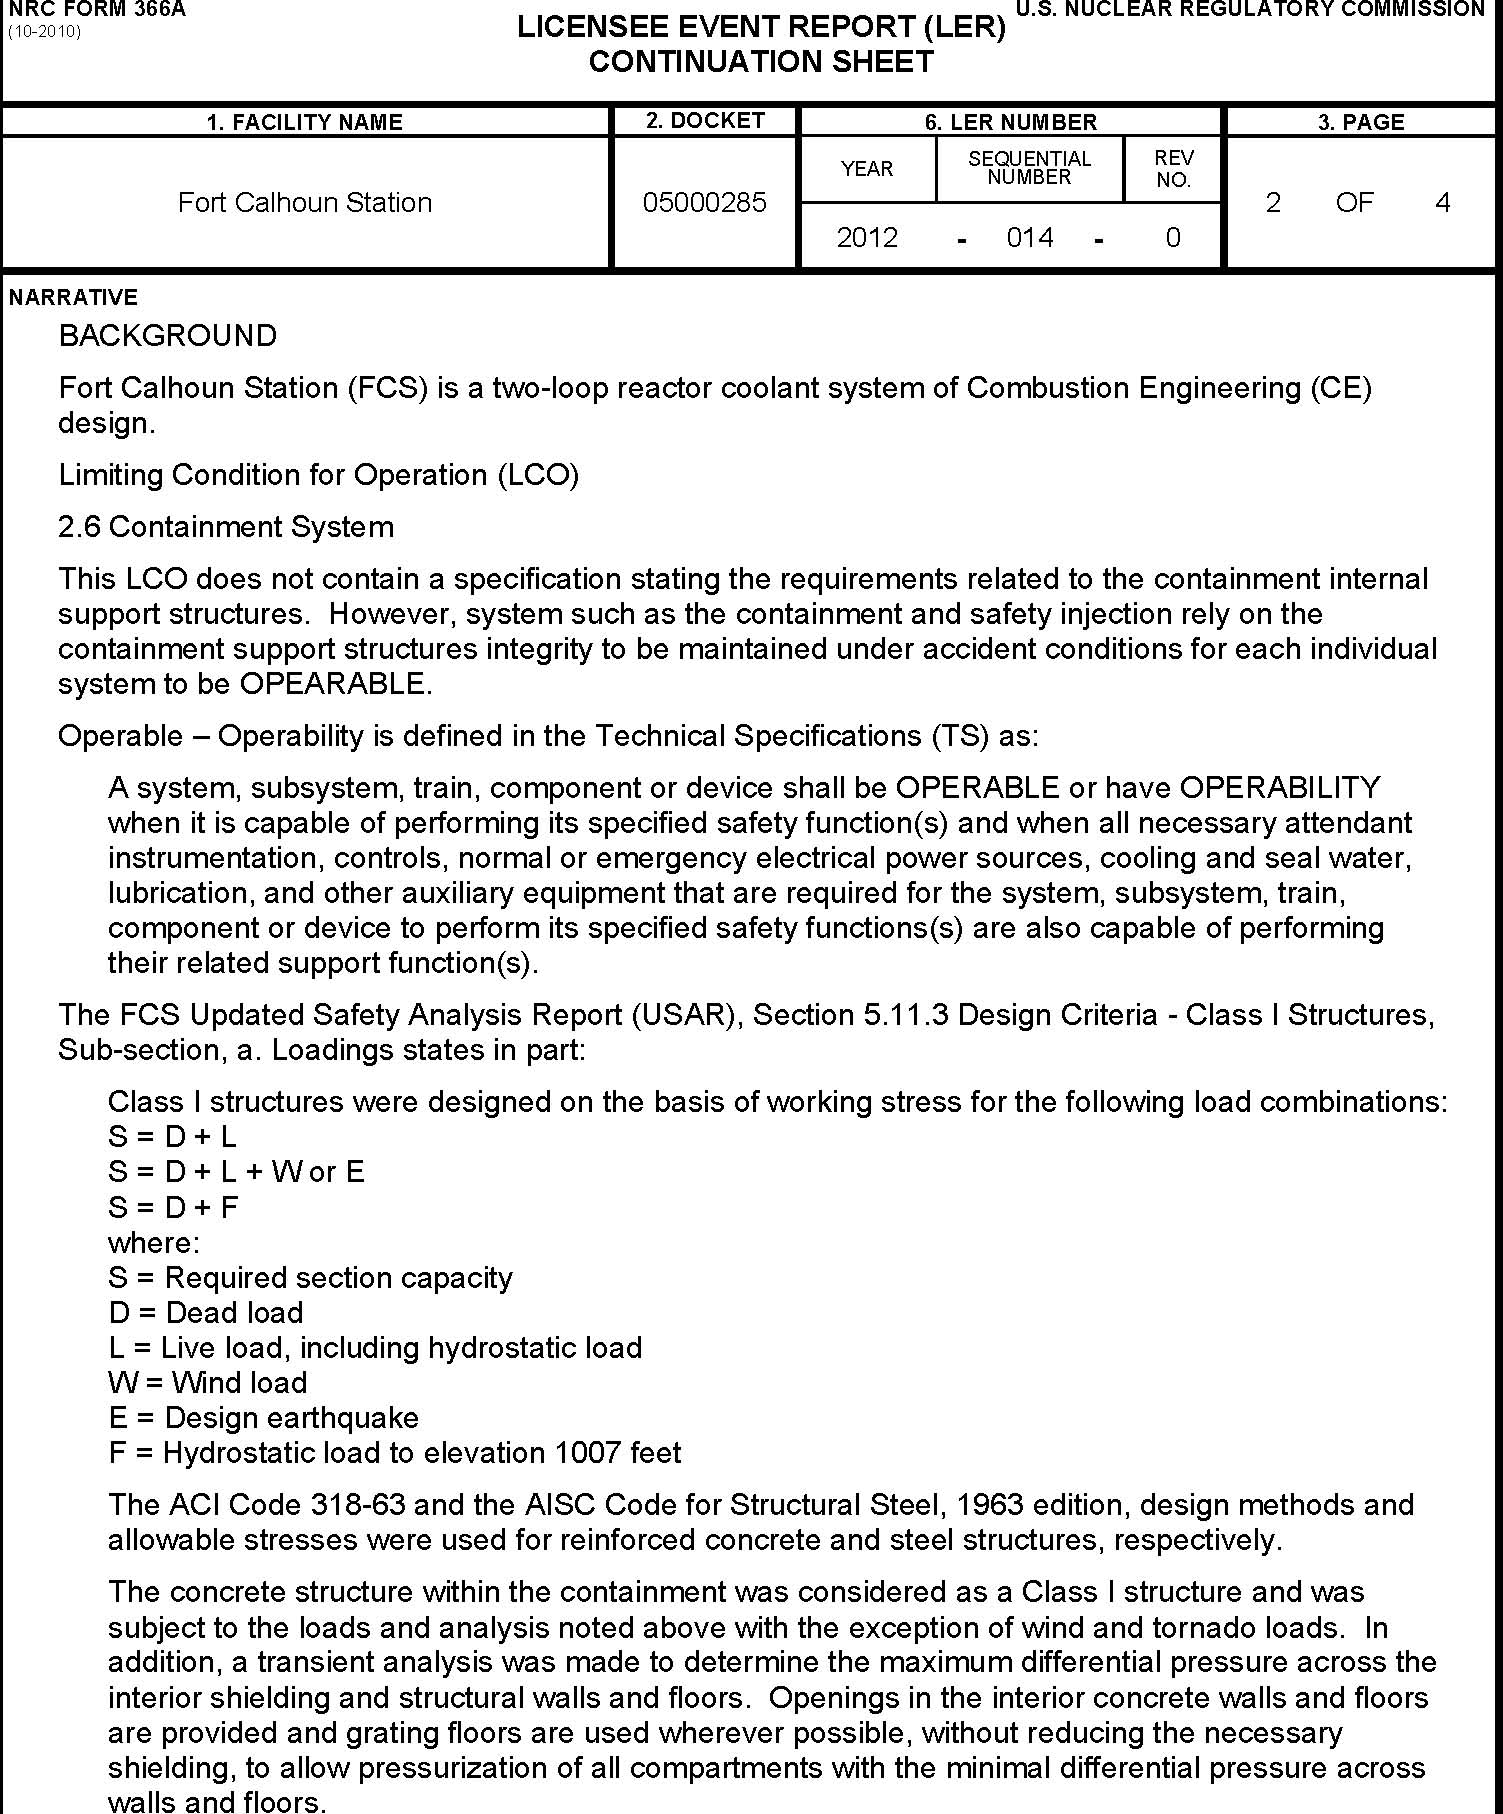 NRC FORM 366A
(10-2010)
U.S. NUCLEAR REGULATORY COMMISSION
LICENSEE EVENT REPORT (LER)
CONTINUATION SHEET
1. FACILITY NAME
2. DOCKET
6. LER NUMBER
3. PAGE
Fort Calhoun Station
05000285
YEAR
SEQUENTIAL
NUMBER
REV
NO.
2 OF 4
2012 - 014 - 0
NARRATIVE
BACKGROUND
Fort Calhoun Station (FCS) is a two-loop reactor coolant system of Combustion Engineering (CE)
design.
Limiting Condition for Operation (LCO)
2.6 Containment System
This LCO does not contain a specification stating the requirements related to the containment internal
support structures.  However, system such as the containment and safety injection rely on the
containment support structures integrity to be maintained under accident conditions for each individual
system to be OPEARABLE.
Operable – Operability is defined in the Technical Specifications (TS) as:
A system, subsystem, train, component or device shall be OPERABLE or have OPERABILITY
when it is capable of performing its specified safety function(s) and when all necessary attendant
instrumentation, controls, normal or emergency electrical power sources, cooling and seal water,
lubrication, and other auxiliary equipment that are required for the system, subsystem, train,
component or device to perform its specified safety functions(s) are also capable of performing
their related support function(s).
The FCS Updated Safety Analysis Report (USAR), Section 5.11.3 Design Criteria - Class I Structures,
Sub-section, a. Loadings states in part:
Class I structures were designed on the basis of working stress for the following load combinations:
S = D + L
S = D + L + W or E
S = D + F
where:
S = Required section capacity
D = Dead load
L = Live load, including hydrostatic load
W = Wind load
E = Design earthquake
F = Hydrostatic load to elevation 1007 feet
The ACI Code 318-63 and the AISC Code for Structural Steel, 1963 edition, design methods and
allowable stresses were used for reinforced concrete and steel structures, respectively.
The concrete structure within the containment was considered as a Class I structure and was
subject to the loads and analysis noted above with the exception of wind and tornado loads.  In
addition, a transient analysis was made to determine the maximum differential pressure across the
interior shielding and structural walls and floors.  Openings in the interior concrete walls and floors
are provided and grating floors are used wherever possible, without reducing the necessary
shielding, to allow pressurization of all compartments with the minimal differential pressure across
walls and floors.